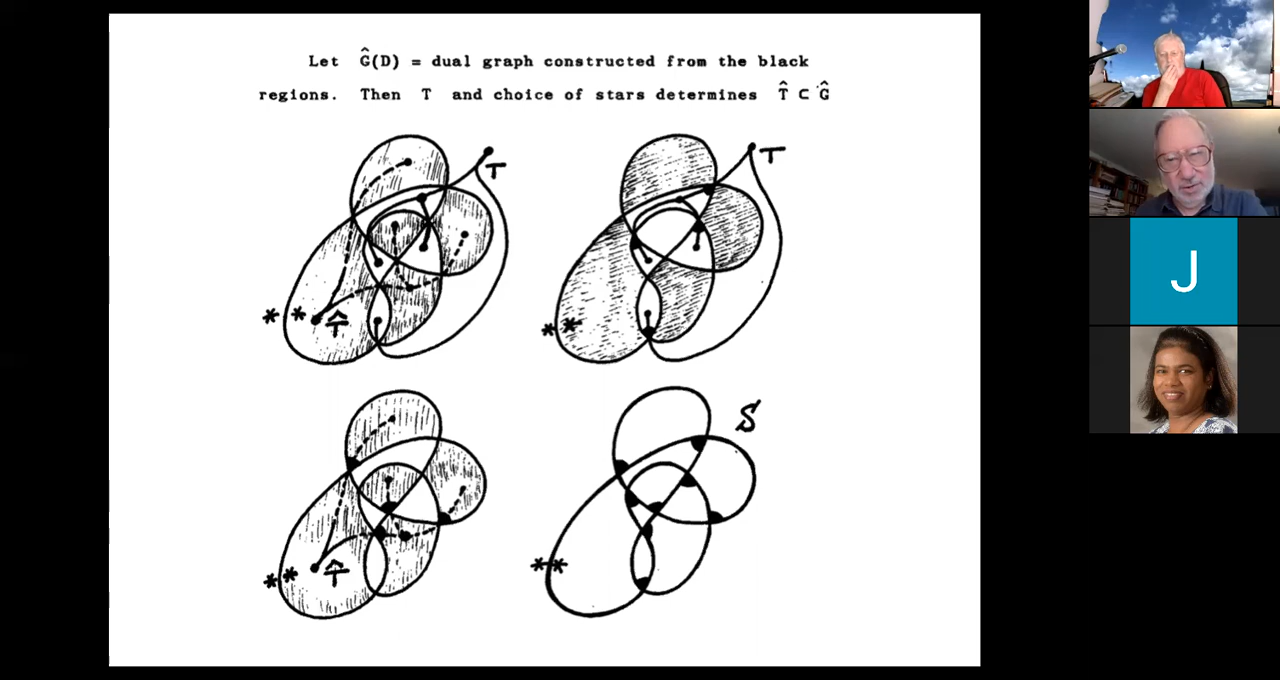 Let Ĝ(D) = dual graph constructed from the black
regions. Then T and choice of stars determines T̂ ⊂ Ĝ
T
T
* *
T̂
* *
S
* *
T̂
* *
J